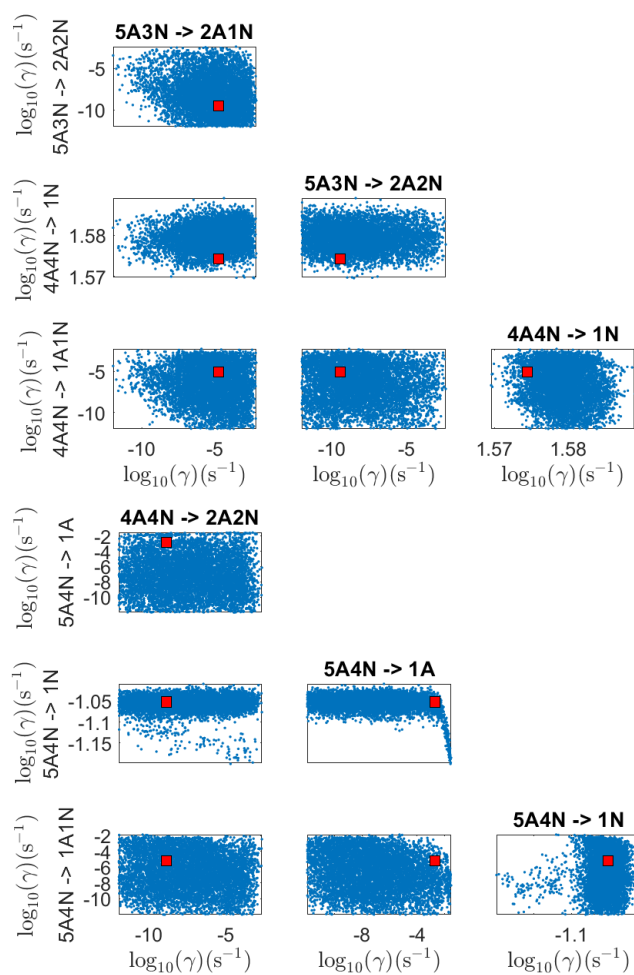 5A3N -> 2A1N
log₁₀(γ)(s⁻¹)
5A3N -> 2A2N
-5
-10
5A3N -> 2A2N
log₁₀(γ)(s⁻¹)
4A4N -> 1N
1.58
1.57
4A4N -> 1N
log₁₀(γ)(s⁻¹)
4A4N -> 1A1N
-5
-10
-10 -5 -10 -5 1.57 1.58
log₁₀(γ)(s⁻¹) log₁₀(γ)(s⁻¹) log₁₀(γ)(s⁻¹)
4A4N -> 2A2N
log₁₀(γ)(s⁻¹)
5A4N -> 1A
-2
-4
-6
-8
-10
5A4N -> 1A
log₁₀(γ)(s⁻¹)
5A4N -> 1N
-1.05
-1.1
-1.15
5A4N -> 1N
log₁₀(γ)(s⁻¹)
5A4N -> 1A1N
-2
-4
-6
-8
-10
-10 -5 -8 -4 -1.1
log₁₀(γ)(s⁻¹) log₁₀(γ)(s⁻¹) log₁₀(γ)(s⁻¹)